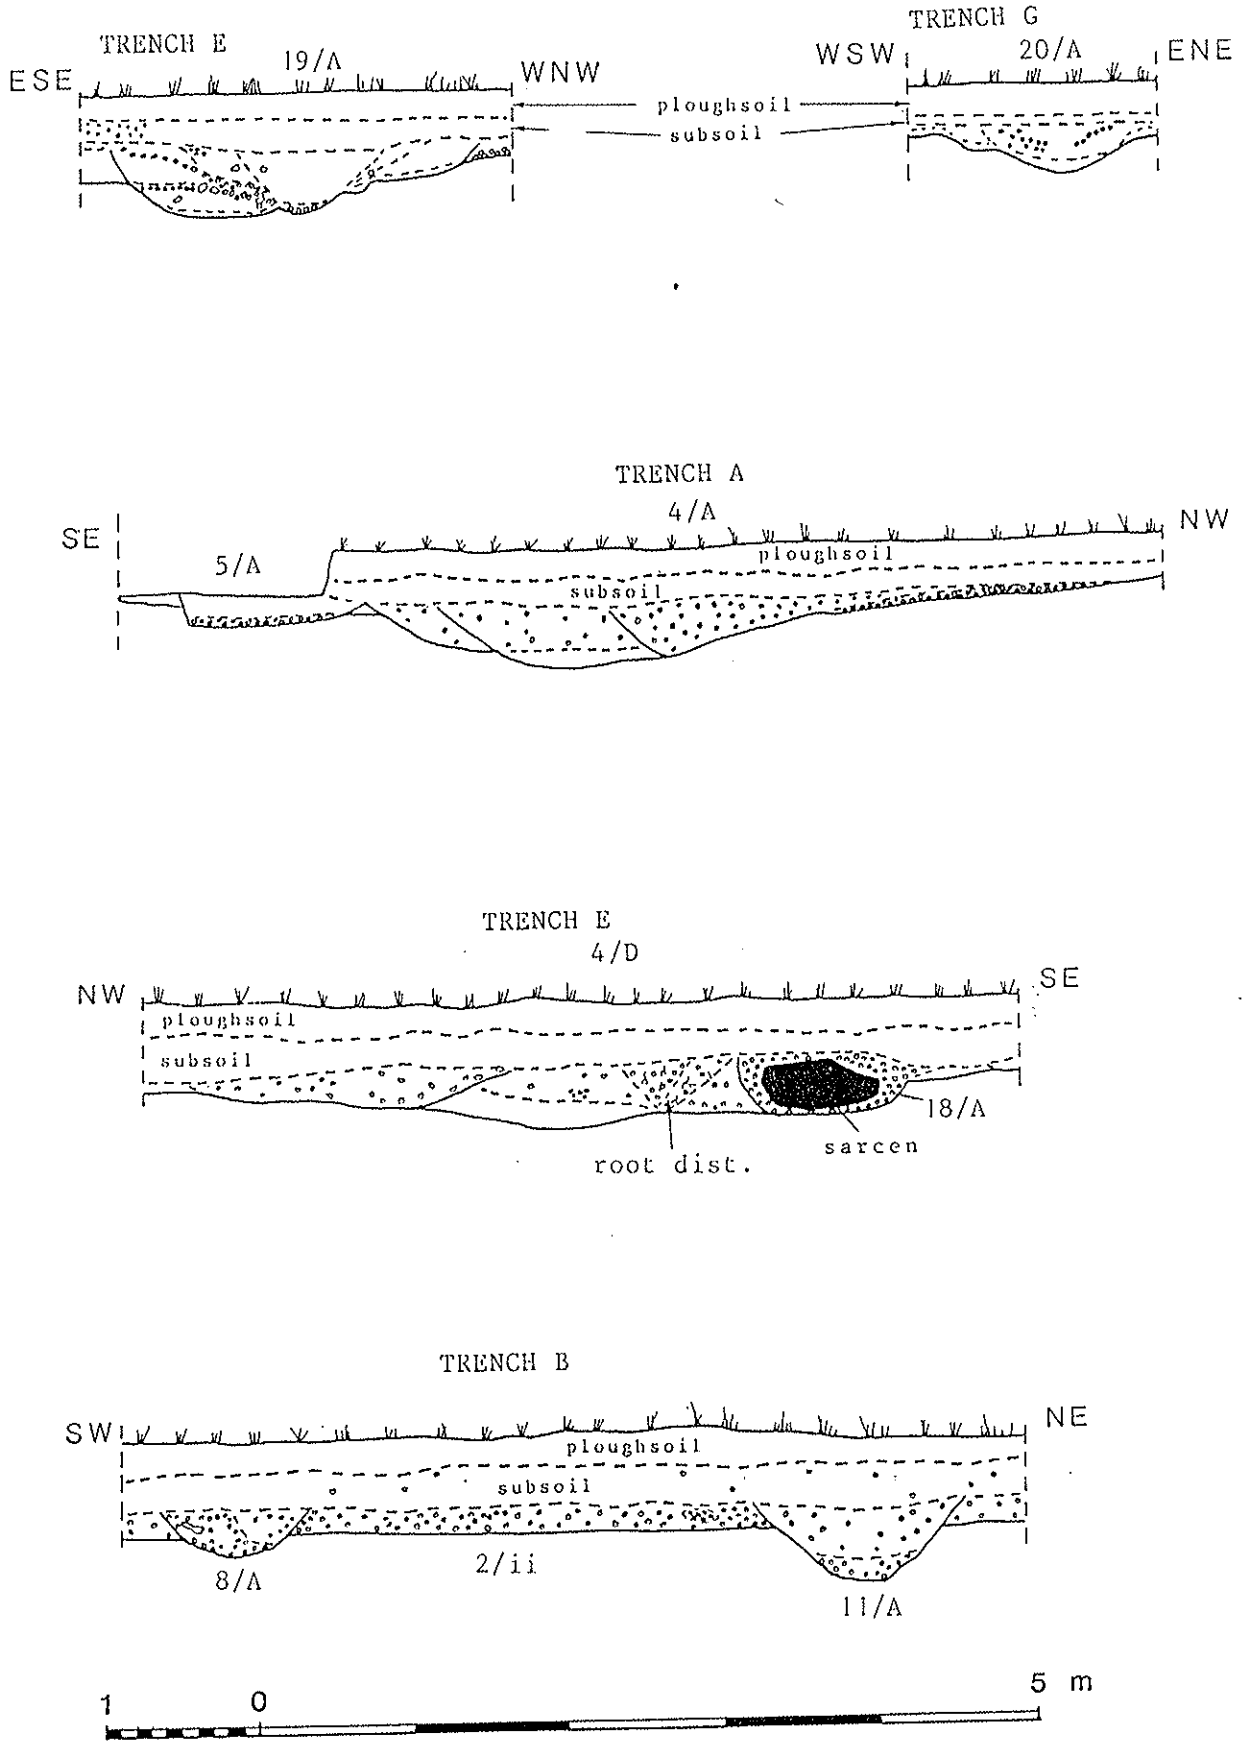 TRENCH E
19/A
ESE
WNW
TRENCH G
20/A
WSW
ENE
ploughsoil
subsoil
TRENCH A
4/A
SE
NW
5/A
ploughsoil
subsoil
TRENCH E
4/D
NW
SE
ploughsoil
subsoil
18/A
sarcen
root dist.
TRENCH B
SW
NE
ploughsoil
subsoil
8/A
2/ii
11/A
1 0 5 m